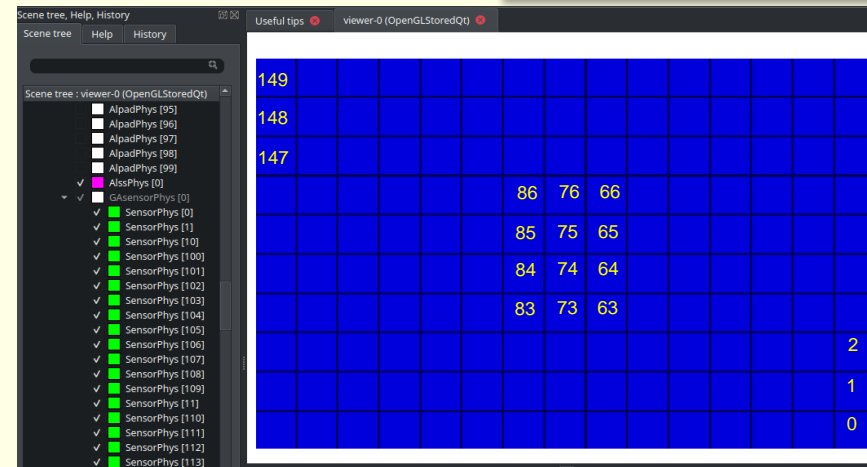 Scene tree, Help, History
Scene tree Help History
Scene tree : viewer-0 (OpenGLStoredQt)
AlpadPhys [95]
AlpadPhys [96]
AlpadPhys [97]
AlpadPhys [98]
AlpadPhys [99]
AlssPhys [0]
GAsensorPhys [0]
SensorPhys [0]
SensorPhys [1]
SensorPhys [10]
SensorPhys [100]
SensorPhys [101]
SensorPhys [102]
SensorPhys [103]
SensorPhys [104]
SensorPhys [105]
SensorPhys [106]
SensorPhys [107]
SensorPhys [108]
SensorPhys [109]
SensorPhys [11]
SensorPhys [110]
SensorPhys [111]
SensorPhys [112]
SensorPhys [113]
Useful tips viewer-0 (OpenGLStoredQt)
149
148
147
86 76 66
85 75 65
84 74 64
83 73 63
2
1
0